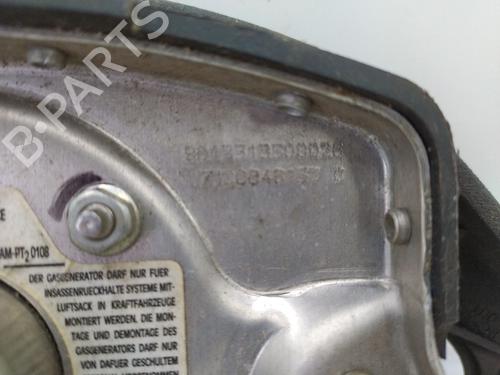 B-PARTS
E
AM-PT2 0108
DER GASGENERATOR DARF NUR FUER
INSASSENRUECKHALTE SYSTEME MIT-
LUFTSACK IN KRAFTFAHRZEUGE
MONTIERT WERDEN, DIE MON-
TAGE UND DEMONTAGE DES
GASGENERATORS DARF NUR
VON DAFUER GESCHULTEM